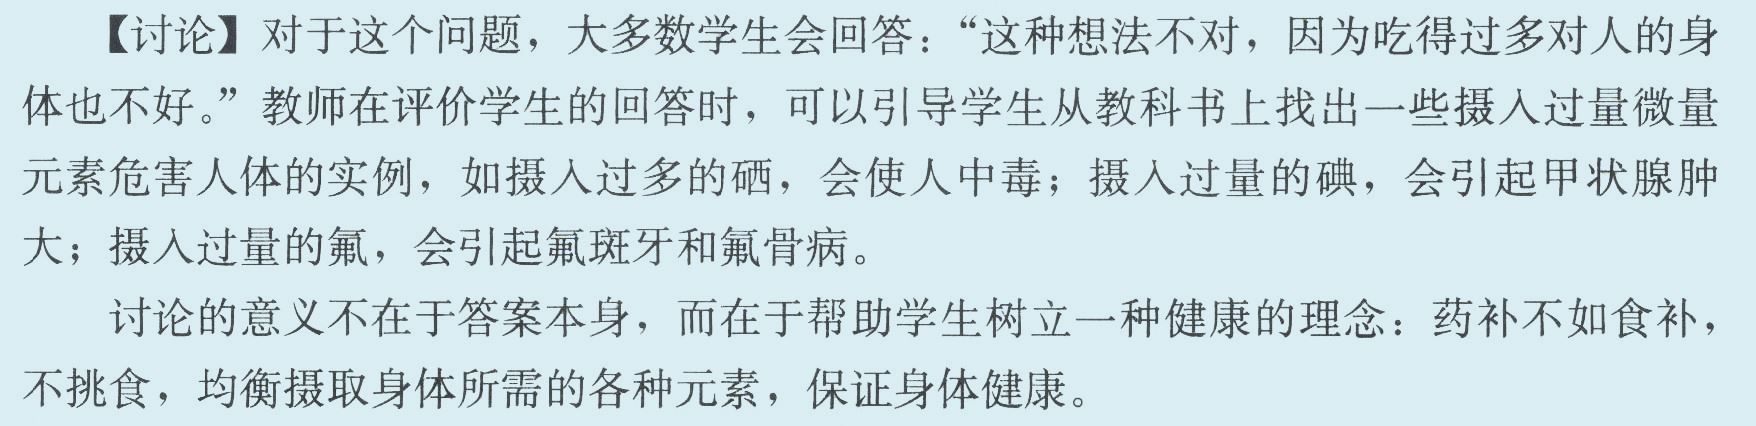 【讨论】对于这个问题，大多数学生会回答：“这种想法不对，因为吃得过多对人的身
体也不好。”教师在评价学生的回答时，可以引导学生从教科书上找出一些摄入过量微量
元素危害人体的实例，如摄入过多的硒，会使人中毒；摄入过量的碘，会引起甲状腺肿
大；摄入过量的氟，会引起氟斑牙和氟骨病。
讨论的意义不在于答案本身，而在于帮助学生树立一种健康的理念：药补不如食补，
不挑食，均衡摄取身体所需的各种元素，保证身体健康。